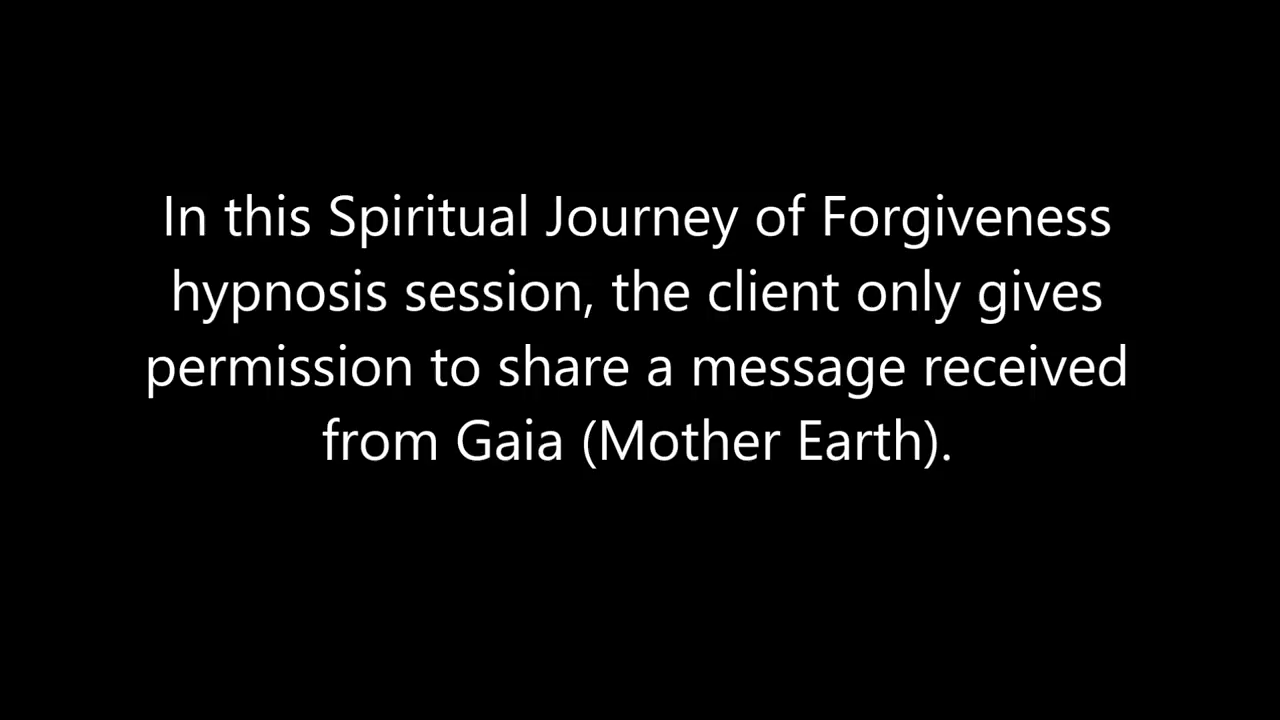 In this Spiritual Journey of Forgiveness
hypnosis session, the client only gives
permission to share a message received
from Gaia (Mother Earth).